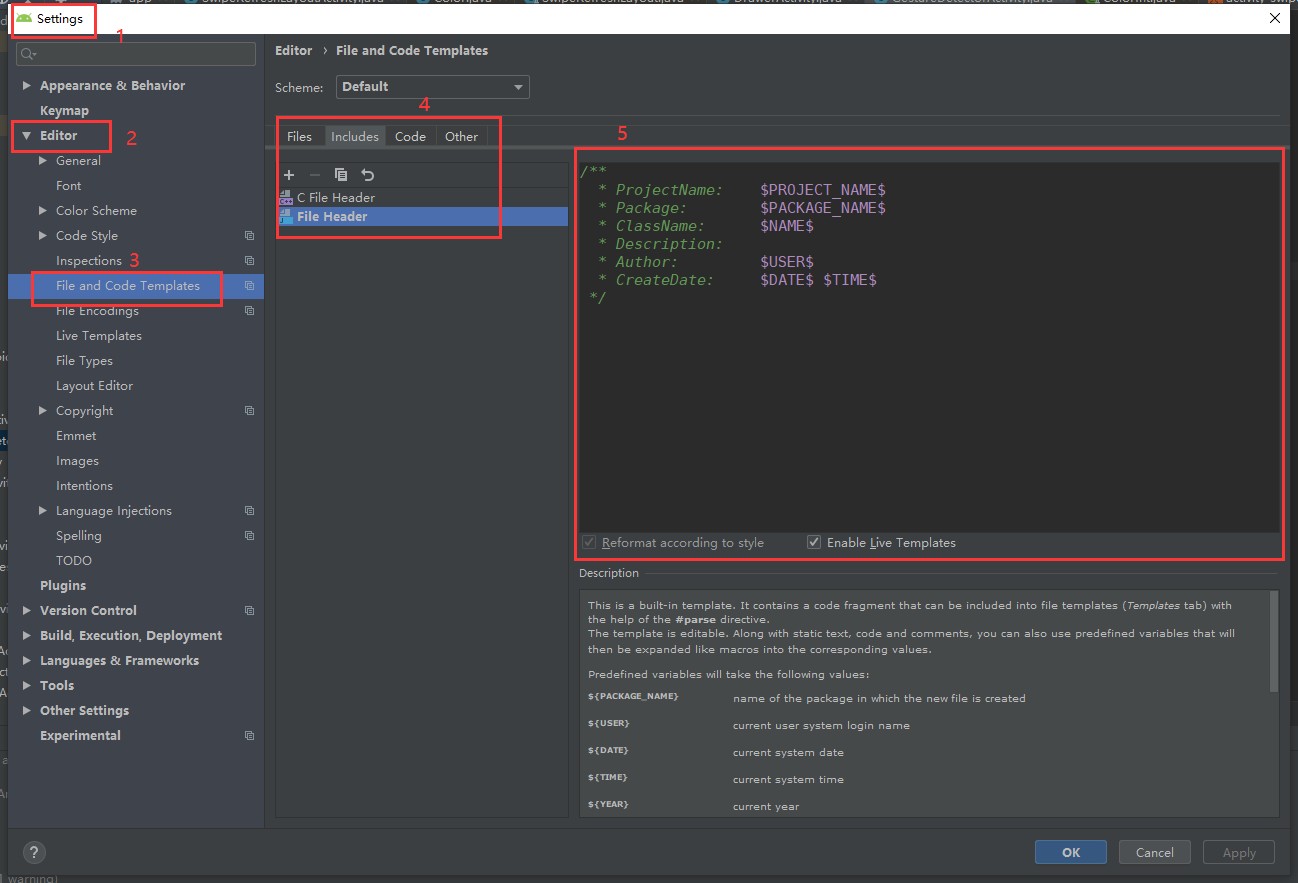 Settings
1
Appearance & Behavior
Keymap
Editor
2
General
Font
Color Scheme
Code Style
Inspections
3
File and Code Templates
File Encodings
Live Templates
File Types
Layout Editor
Copyright
Emmet
Images
Intentions
Language Injections
Spelling
TODO
Plugins
Version Control
Build, Execution, Deployment
Languages & Frameworks
Tools
Other Settings
Experimental
Editor › File and Code Templates
Scheme: Default
4
Files Includes Code Other
C File Header
File Header
5
/**
* ProjectName: $PROJECT_NAME$
* Package: $PACKAGE_NAME$
* ClassName: $NAME$
* Description:
* Author: $USER$
* CreateDate: $DATE$ $TIME$
*/
Reformat according to style Enable Live Templates
Description
This is a built-in template. It contains a code fragment that can be included into file templates (Templates tab) with
the help of the #parse directive.
The template is editable. Along with static text, code and comments, you can also use predefined variables that will
then be expanded like macros into the corresponding values.
Predefined variables will take the following values:
${PACKAGE_NAME} name of the package in which the new file is created
${USER} current user system login name
${DATE} current system date
${TIME} current system time
${YEAR} current year
? OK Cancel Apply
warning)